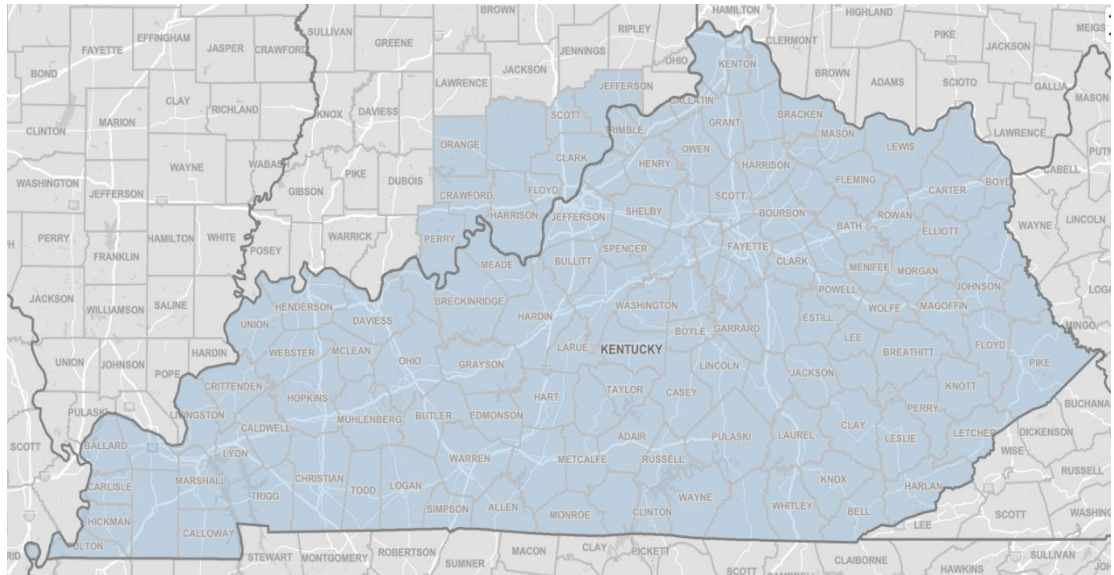 BROWN
HAMILTON
HIGHLAND
MEIGS
FAYETTE
EFFINGHAM
JASPER
CRAWFORD
SULLIVAN
GREENE
RIPLEY
CLERMONT
PIKE
JACKSON
BOND
JENNINGS
OHIO
KENTON
LAWRENCE
JACKSON
JEFFERSON
BROWN
ADAMS
SCIOTO
GALLIA
MASON
CLAY
RICHLAND
KNOX
DAVIESS
GALLATIN
MARION
SCOTT
TRIMBLE
GRANT
BRACKEN
MASON
LAWRENCE
CLINTON
ORANGE
OWEN
LEWIS
PUTN
WAYNE
WABASH
PIKE
CLARK
HENRY
HARRISON
FLEMING
CABELL
WASHINGTON
JEFFERSON
GIBSON
DUBOIS
CRAWFORD
FLOYD
SCOTT
CARTER
BOYD
HARRISON
JEFFERSON
SHELBY
BOURBON
ROWAN
LINCOLN
PERRY
HAMILTON
WHITE
POSEY
WARRICK
PERRY
SPENCER
FAYETTE
BATH
ELLIOTT
WAYNE
FRANKLIN
MEADE
BULLITT
CLARK
MENIFEE
MORGAN
JACKSON
WILLIAMSON
SALINE
HENDERSON
BRECKINRIDGE
WASHINGTON
POWELL
JOHNSON
LOGA
UNION
DAVIESS
HARDIN
ESTILL
WOLFE
MAGOFFIN
MINGO
WEBSTER
MCLEAN
OHIO
GRAYSON
LARUE
KENTUCKY
BOYLE
GARRARD
LEE
BREATHITT
FLOYD
UNION
JOHNSON
POPE
HARDIN
LINCOLN
JACKSON
PIKE
CRITTENDEN
HOPKINS
HART
TAYLOR
CASEY
KNOTT
PULASKI
LIVINGSTON
CALDWELL
MUHLENBERG
BUTLER
EDMONSON
PERRY
BUCHANA
SCOTT
BALLARD
LYON
ADAIR
PULASKI
LAUREL
CLAY
LESLIE
LETCHER
DICKENSON
WISE
CARLISLE
MARSHALL
TRIGG
CHRISTIAN
TODD
LOGAN
WARREN
METCALFE
RUSSELL
KNOX
HARLAN
RUSSELL
HICKMAN
SIMPSON
ALLEN
MONROE
CLINTON
WAYNE
WHITLEY
BELL
SCOTT
WASHING
FULTON
CALLOWAY
LEE
RID
STEWART
MONTGOMERY
ROBERTSON
SUMNER
MACON
CLAY
PICKETT
SCOTT
CAMPBELL
CLAIBORNE
HAWKINS
SULLIVAN